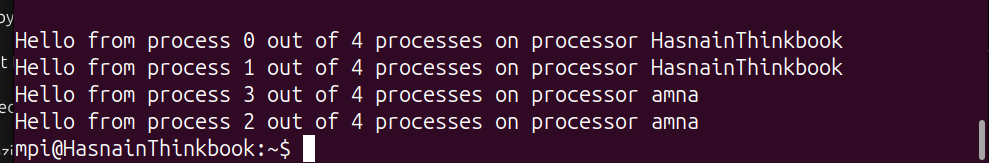 Hello from process 0 out of 4 processes on processor HasnainThinkbook
Hello from process 1 out of 4 processes on processor HasnainThinkbook
Hello from process 3 out of 4 processes on processor amna
Hello from process 2 out of 4 processes on processor amna
mpi@HasnainThinkbook:~$